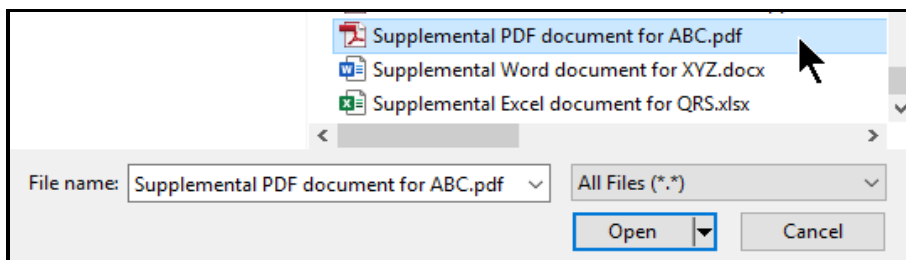 Supplemental PDF document for ABC.pdf
Supplemental Word document for XYZ.docx
Supplemental Excel document for QRS.xlsx
File name: Supplemental PDF document for ABC.pdf All Files (*.*)
Open Cancel